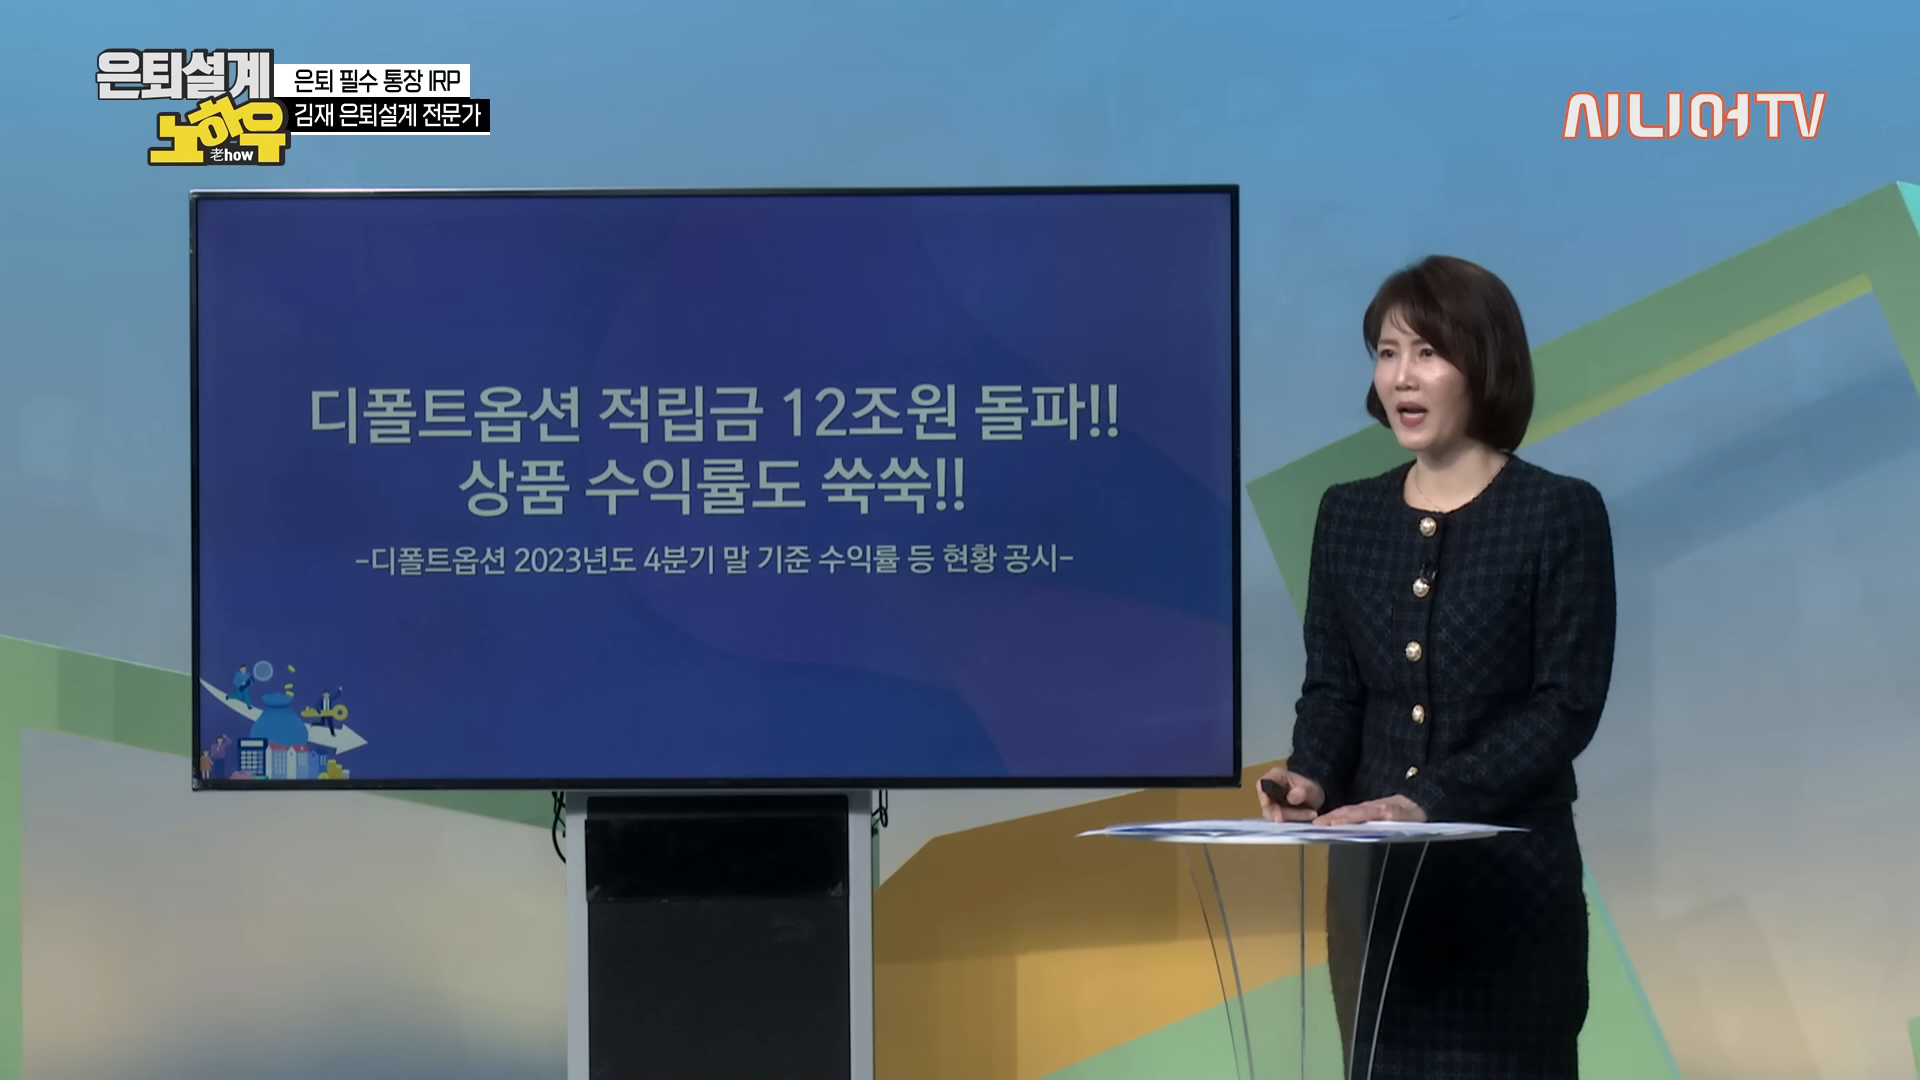 은퇴설계
노하우
老how
은퇴 필수 통장 IRP
김재 은퇴설계 전문가
시니어TV
디폴트옵션 적립금 12조원 돌파!!
상품 수익률도 쑥쑥!!
-디폴트옵션 2023년도 4분기 말 기준 수익률 등 현황 공시-